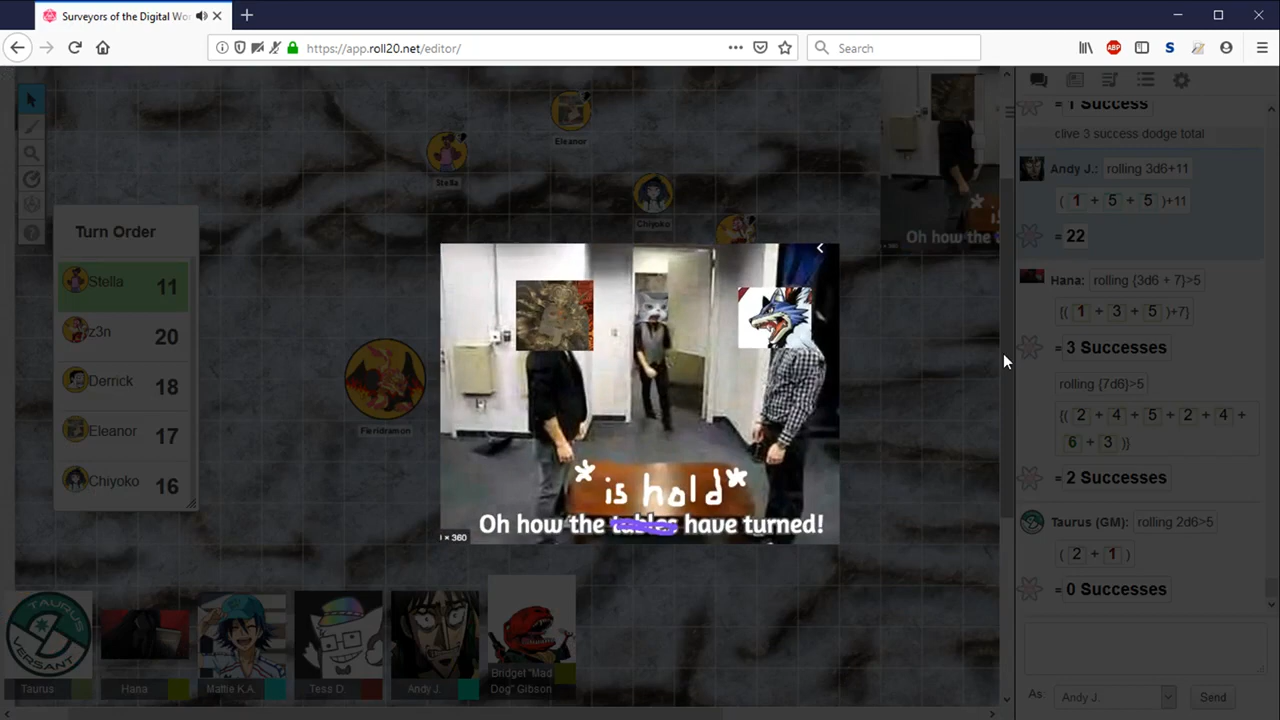 Surveyors of the Digital Wo
https://app.roll20.net/editor/
Search
Turn Order
Stella
11
z3n
20
Derrick
18
Eleanor
17
Chiyoko
16
Eleanor
Stella
Chiyoko
* is hold *
Oh how the tables have turned!
× 360
Oh how the
= 1 Success
clive 3 success dodge total
Andy J.: rolling 3d6+11
( 1 + 5 + 5 )+11
= 22
Hana: rolling {3d6 + 7}>5
{( 1 + 3 + 5 )+7}
= 3 Successes
rolling {7d6}>5
{( 2 + 4 + 5 + 2 + 4 +
6 + 3 )}
= 2 Successes
Taurus (GM): rolling 2d6>5
( 2 + 1 )
= 0 Successes
As: Andy J.
Send
TAURUS
VERSANT
Taurus
Hana
Mattie K.A.
Tess D.
Andy J.
Bridget "Mad
Dog" Gibson